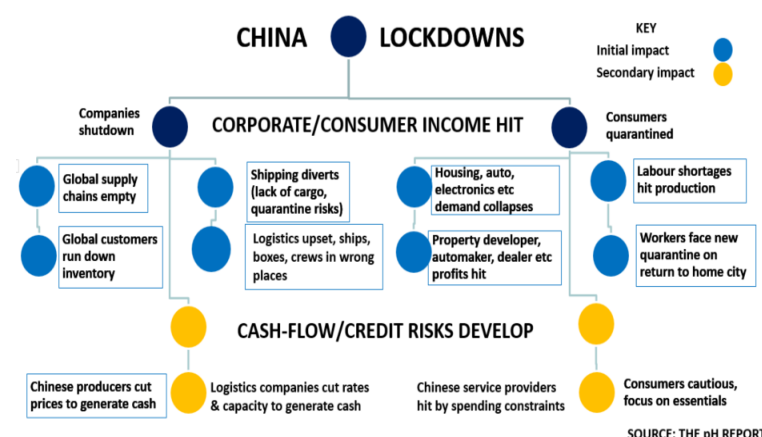 CHINA LOCKDOWNS
KEY
Initial impact
Secondary impact
Companies
shutdown
CORPORATE/CONSUMER INCOME HIT
Consumers
quarantined
Global supply
chains empty
Shipping diverts
(lack of cargo,
quarantine risks)
Housing, auto,
electronics etc
demand collapses
Labour shortages
hit production
Global customers
run down
inventory
Logistics upset, ships,
boxes, crews in wrong
places
Property developer,
automaker, dealer etc
profits hit
Workers face new
quarantine on
return to home city
CASH-FLOW/CREDIT RISKS DEVELOP
Chinese producers cut
prices to generate cash
Logistics companies cut rates
& capacity to generate cash
Chinese service providers
hit by spending constraints
Consumers cautious,
focus on essentials
SOURCE: THE pH REPORT